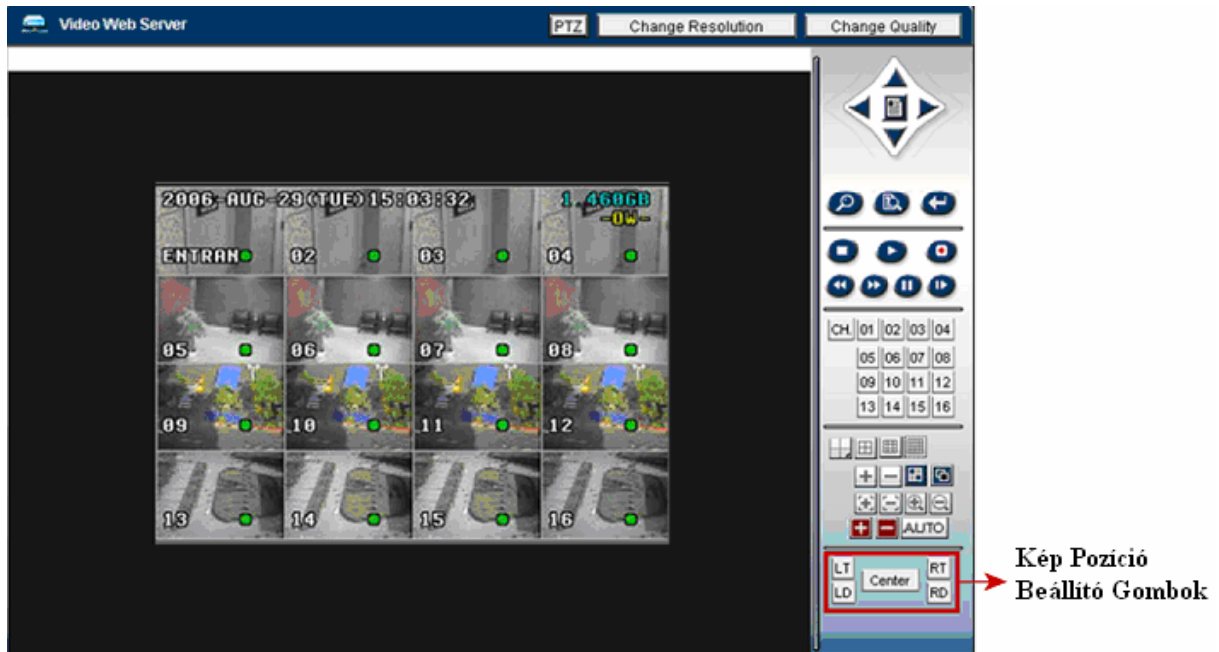 Video Web Server
PTZ Change Resolution Change Quality
2006-AUG-29(TUE)15:03:32 1.460GB
-OW-
ENTRAN 02 03 04
05 06 07 08
09 10 11 12
13 14 15 16
CH. 01 02 03 04
05 06 07 08
09 10 11 12
13 14 15 16
AUTO
LT Center RT
LD RD
Kép Pozíció
Beállító Gombok